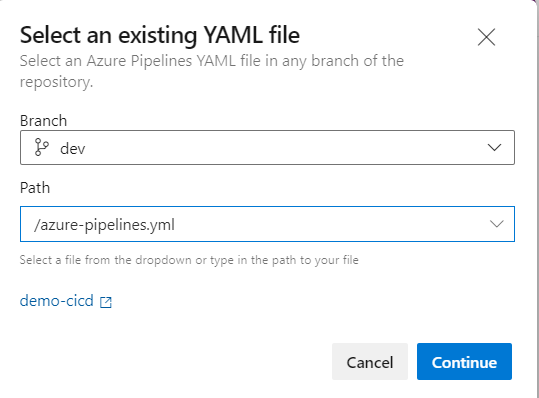 Select an existing YAML file
Select an Azure Pipelines YAML file in any branch of the
repository.
Branch
dev
Path
/azure-pipelines.yml
Select a file from the dropdown or type in the path to your file
demo-cicd
Cancel
Continue